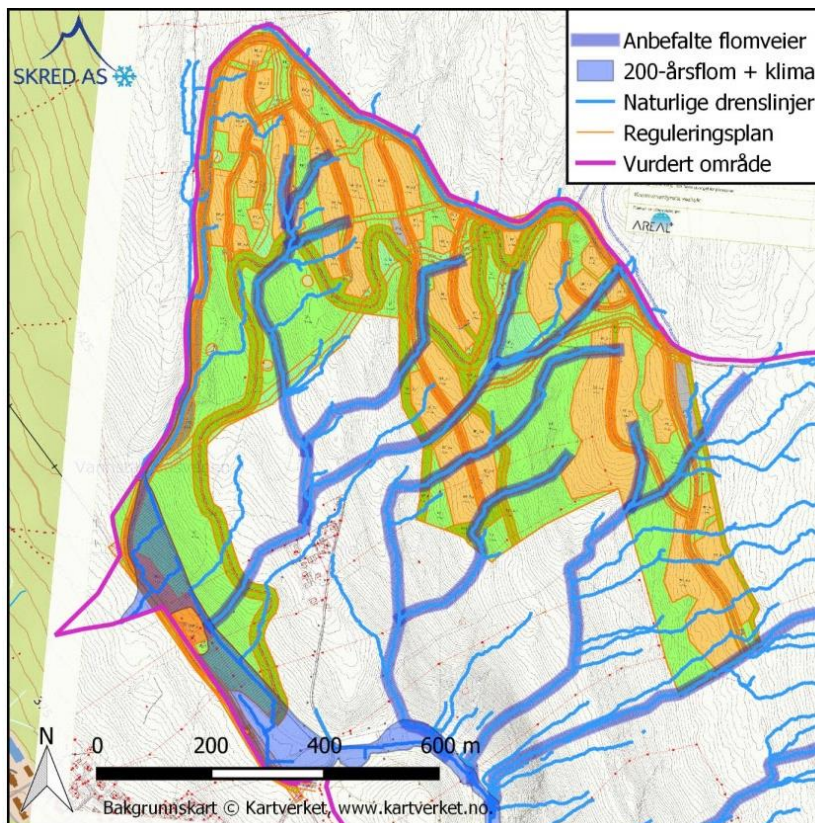 SKRED AS
Anbefalte flomveier
200-årsflom + klima
Naturlige drenslinjer
Reguleringsplan
Vurdert område
AREAL+
N
0 200 400 600 m
Bakgrunnskart © Kartverket, www.kartverket.no.